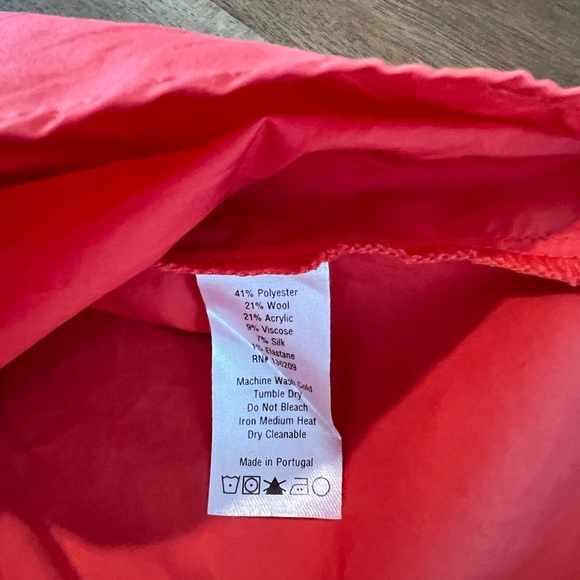 41% Polyester
21% Wool
21% Acrylic
9% Viscose
7% Silk
1% Elastane
RN# 136209
Machine Wash Cold
Tumble Dry
Do Not Bleach
Iron Medium Heat
Dry Cleanable
Made in Portugal